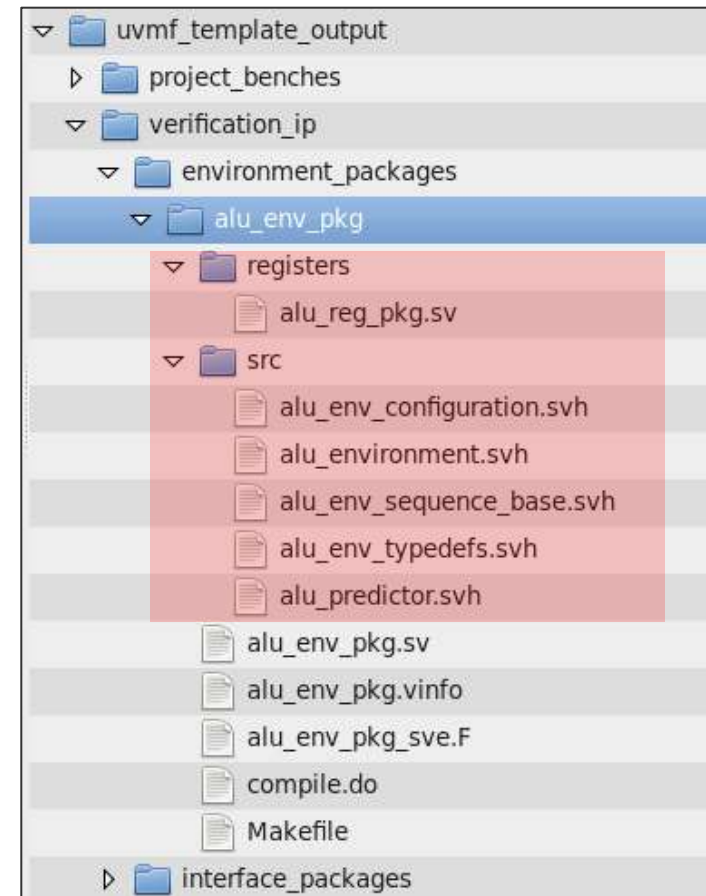 uvmf_template_output
project_benches
verification_ip
environment_packages
alu_env_pkg
registers
alu_reg_pkg.sv
src
alu_env_configuration.svh
alu_environment.svh
alu_env_sequence_base.svh
alu_env_typedefs.svh
alu_predictor.svh
alu_env_pkg.sv
alu_env_pkg.vinfo
alu_env_pkg_sve.F
compile.do
Makefile
interface_packages